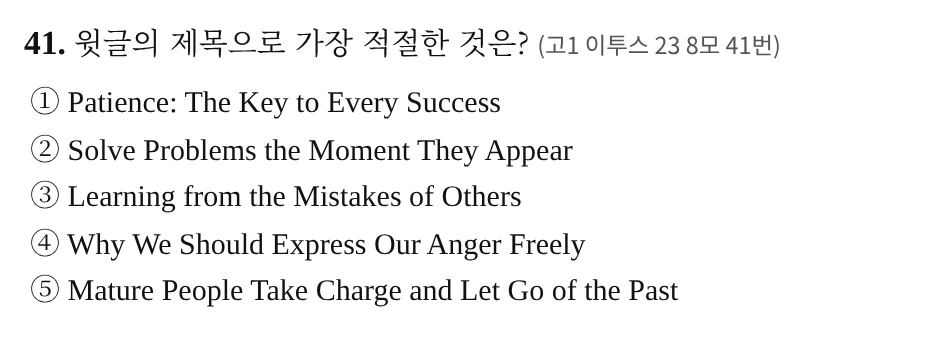 41. 윗글의 제목으로 가장 적절한 것은? (고1 이투스 23 8모 41번)
① Patience: The Key to Every Success
② Solve Problems the Moment They Appear
③ Learning from the Mistakes of Others
④ Why We Should Express Our Anger Freely
⑤ Mature People Take Charge and Let Go of the Past